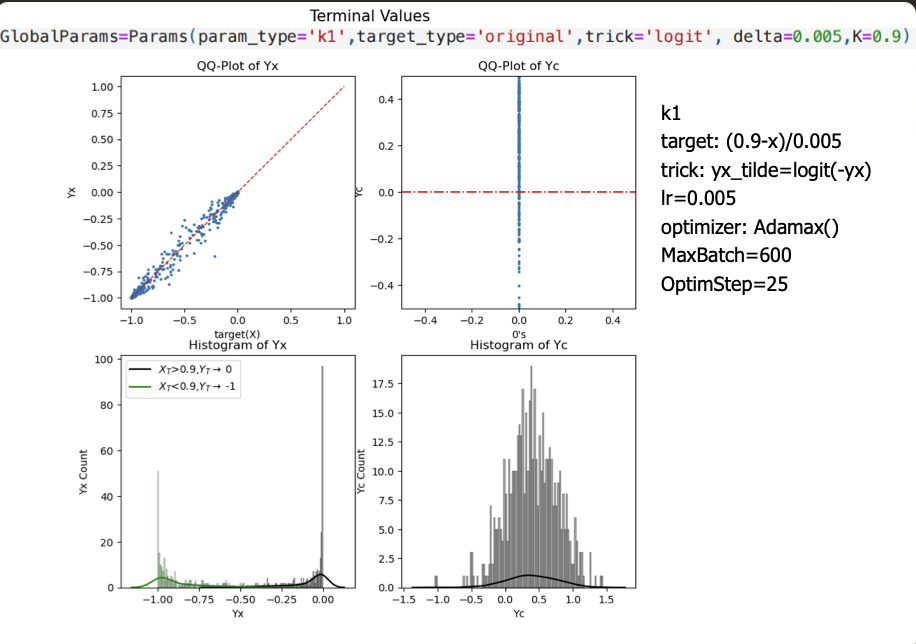 Terminal Values
GlobalParams=Params(param_type='k1',target_type='original',trick='logit', delta=0.005,K=0.9)
QQ-Plot of Yx
1.00
0.75
0.50
0.25
0.00
−0.25
−0.50
−0.75
−1.00
Yx
−1.0 −0.5 0.0 0.5 1.0
target(X)
QQ-Plot of Yc
0.4
0.2
0.0
−0.2
−0.4
Yc
−0.4 −0.2 0.0 0.2 0.4
0's
k1
target: (0.9-x)/0.005
trick: yx_tilde=logit(-yx)
lr=0.005
optimizer: Adamax()
MaxBatch=600
OptimStep=25
Histogram of Yx
X_T>0.9,Y_T→ 0
X_T<0.9,Y_T→ -1
100
80
60
40
20
0
Yx Count
−1.00 −0.75 −0.50 −0.25 0.00
Yx
Histogram of Yc
17.5
15.0
12.5
10.0
7.5
5.0
2.5
0.0
Yc Count
−1.5 −1.0 −0.5 0.0 0.5 1.0 1.5
Yc